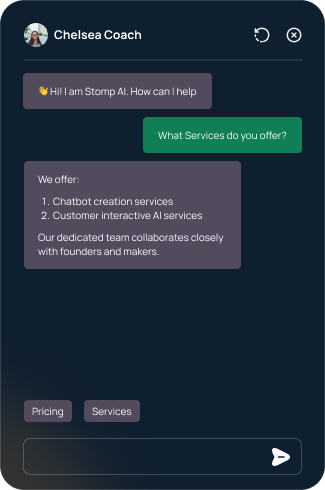 Chelsea Coach
👋Hi! I am Stomp AI. How can I help
What Services do you offer?
We offer:
1. Chatbot creation services
2. Customer interactive AI services
Our dedicated team collaborates closely
with founders and makers.
Pricing
Services